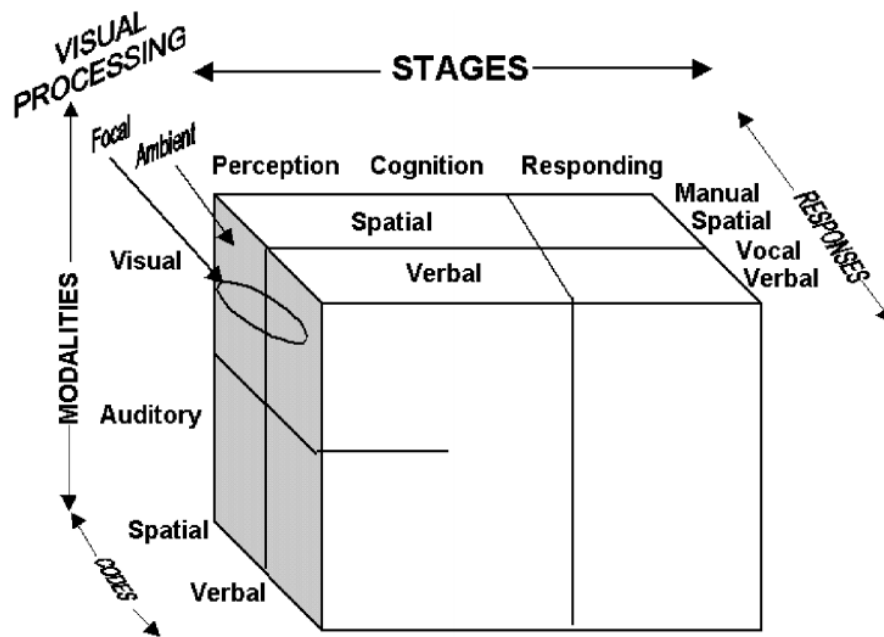 VISUAL
PROCESSING
STAGES
Focal
Ambient
Perception Cognition Responding
Manual
Spatial
Vocal
Verbal
RESPONSES
Spatial
Verbal
Visual
MODALITIES
Auditory
Spatial
Verbal
CODES